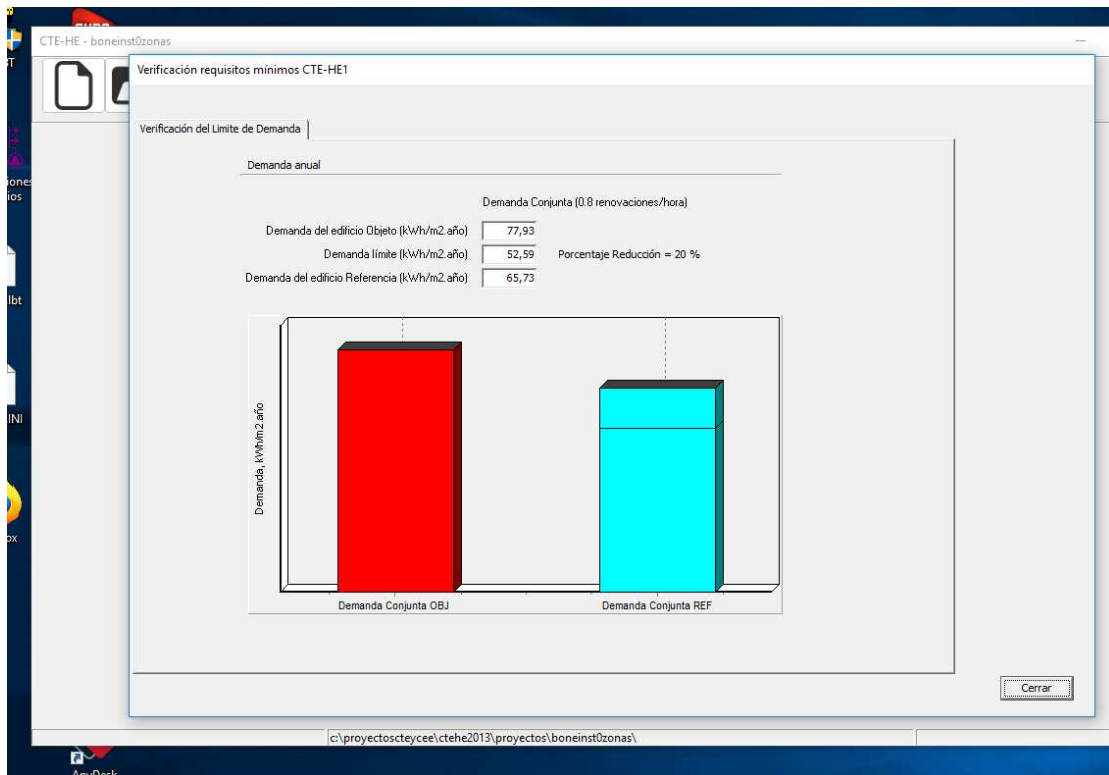 CTE-HE - boneinst0zonas
Verificación requisitos mínimos CTE-HE1
Verificación del Limite de Demanda
Demanda anual
Demanda Conjunta (0.8 renovaciones/hora)
Demanda del edificio Objeto (kWh/m2.año) 77,93
Demanda límite (kWh/m2.año) 52,59 Porcentaje Reducción = 20 %
Demanda del edificio Referencia (kWh/m2.año) 65,73
Demanda, kWh/m2.año
Demanda Conjunta OBJ Demanda Conjunta REF
Cerrar
c:\proyectoscteycee\ctehe2013\proyectos\boneinst0zonas\
AnyDesk